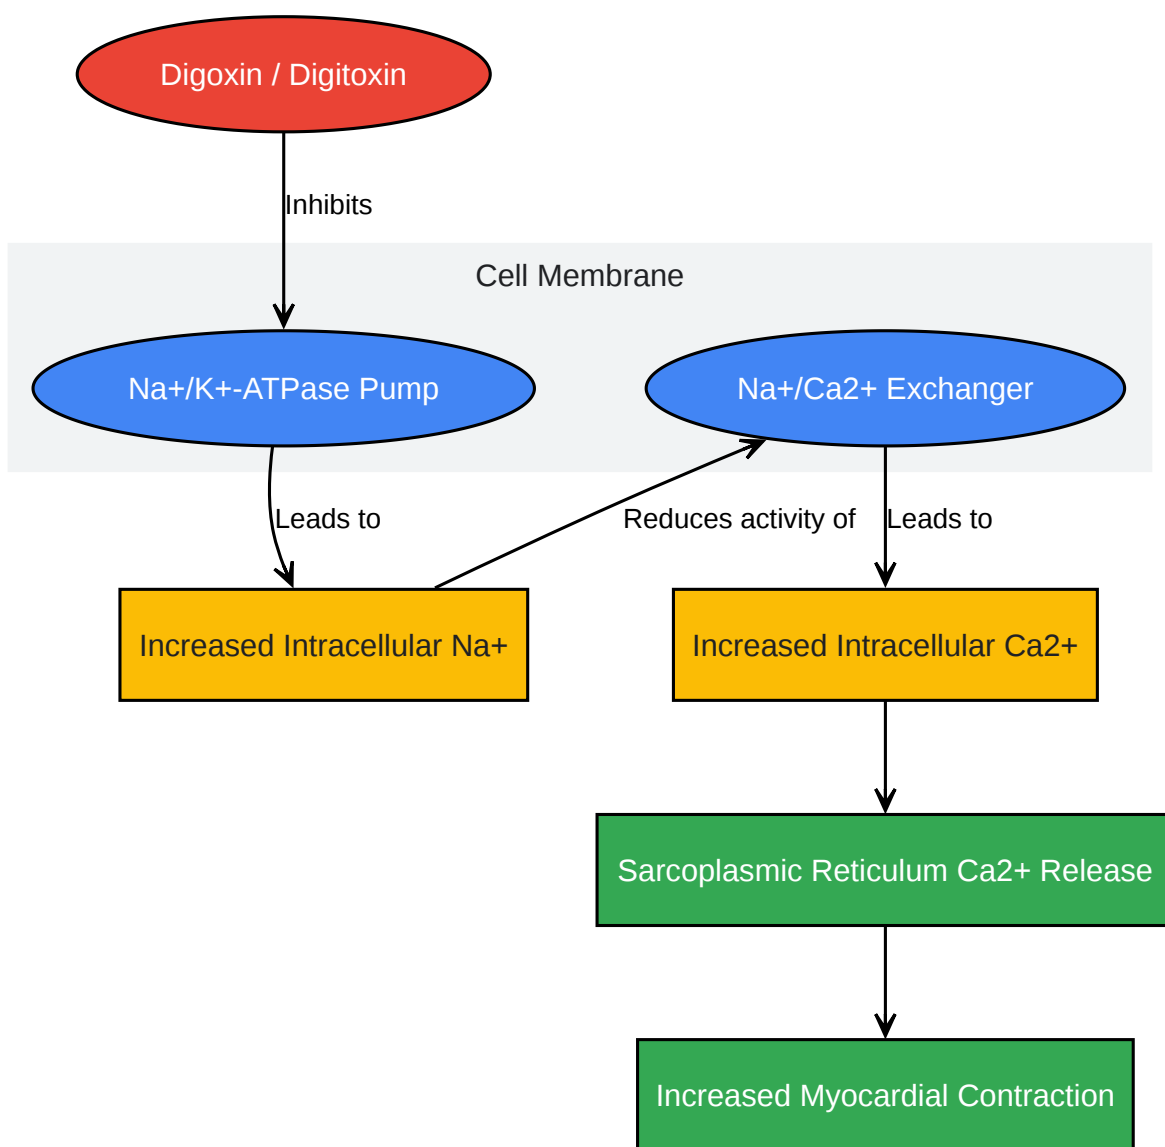 Digoxin / Digitoxin
Inhibits
Cell Membrane
Na+/K+-ATPase Pump
Na+/Ca2+ Exchanger
Leads to
Reduces activity of
Leads to
Increased Intracellular Na+
Increased Intracellular Ca2+
Sarcoplasmic Reticulum Ca2+ Release
Increased Myocardial Contraction